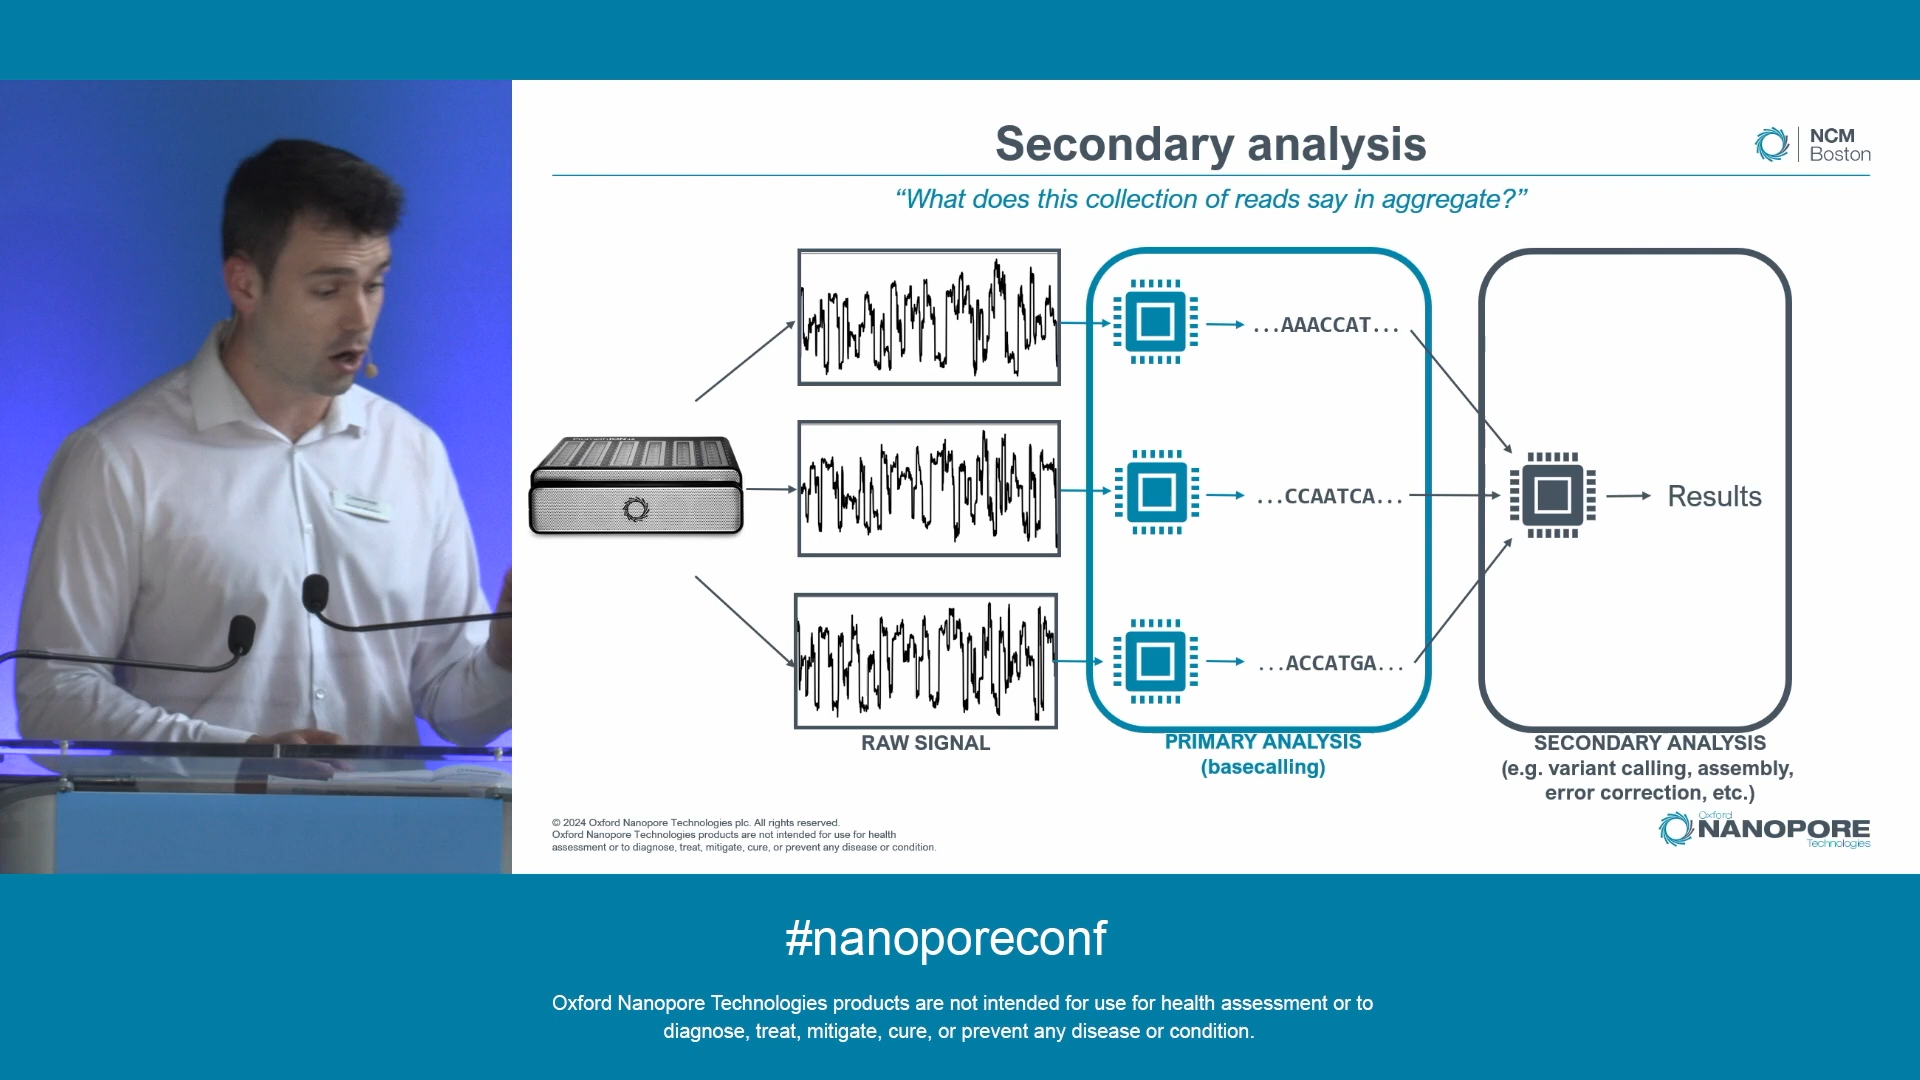 Secondary analysis
NCM
Boston
“What does this collection of reads say in aggregate?”
...AAACCAT...
...CCAATCA...
Results
...ACCATGA...
RAW SIGNAL
PRIMARY ANALYSIS
(basecalling)
SECONDARY ANALYSIS
(e.g. variant calling, assembly,
error correction, etc.)
© 2024 Oxford Nanopore Technologies plc. All rights reserved.
Oxford Nanopore Technologies products are not intended for use for health
assessment or to diagnose, treat, mitigate, cure, or prevent any disease or condition.
Oxford
NANOPORE
Technologies
#nanoporeconf
Oxford Nanopore Technologies products are not intended for use for health assessment or to
diagnose, treat, mitigate, cure, or prevent any disease or condition.